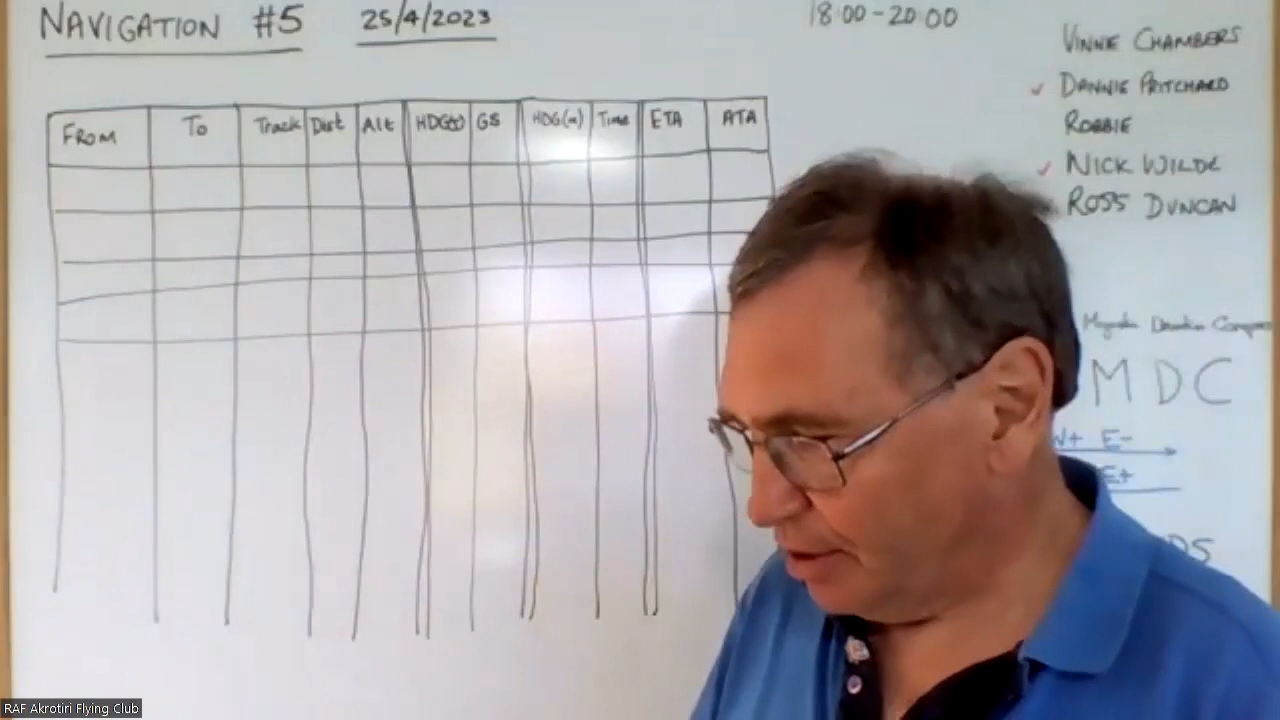 NAVIGATION #5 25/4/2023 18:00-20:00
FROM To Track Dist Alt HDG(t) GS HDG(m) Time ETA ATA
VINNIE CHAMBERS
✓ DANNIE PRITCHARD
ROBBIE
✓ NICK WILDE
ROSS DUNCAN
MDC
W+ E-
E+
RAF Akrotiri Flying Club